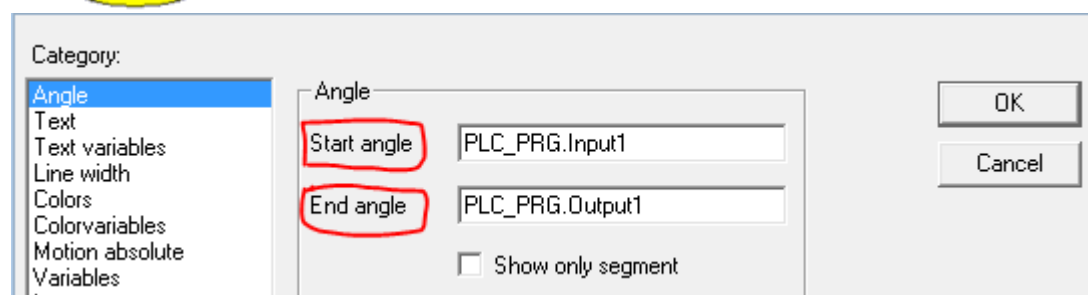 Category:
Angle
Text
Text variables
Line width
Colors
Colorvariables
Motion absolute
Variables
Angle
Start angle PLC_PRG.Input1
End angle PLC_PRG.Output1
Show only segment
OK
Cancel